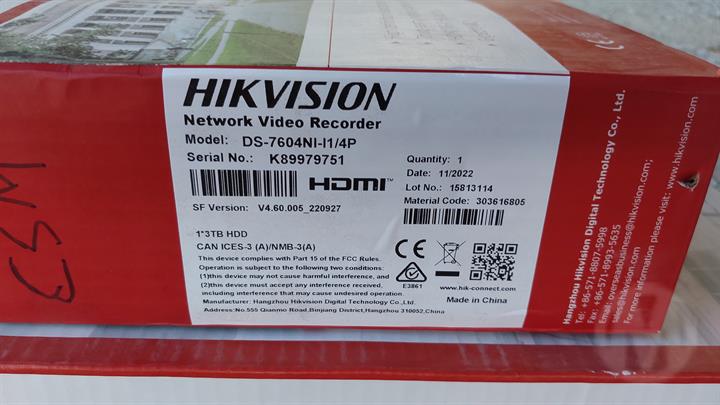 HIKVISION
Network Video Recorder
Model: DS-7604NI-I1/4P
Serial No.: K89979751
HDMI™
SF Version: V4.60.005_220927
Quantity: 1
Date: 11/2022
Lot No.: 15813114
Material Code: 303616805
1*3TB HDD
CAN ICES-3 (A)/NMB-3(A)
This device complies with Part 15 of the FCC Rules.
Operation is subject to the following two conditions:
(1)this device may not cause harmful interference, and
(2)this device must accept any interference received,
including interference that may cause undesired operation.
Manufacturer: Hangzhou Hikvision Digital Technology Co., Ltd.
Address:No.555 Qianmo Road,Binjiang District,Hangzhou 310052,China
CE
E3861
www.hik-connect.com
Made in China
Hangzhou Hikvision Digital Technology Co., Ltd.
Tel: +86-571-8807-5998
Fax: +86-571-8993-5635
Email: overseasbusiness@hikvision.com
sales@hikvision.com
For more information please visit: www.hikvision.com